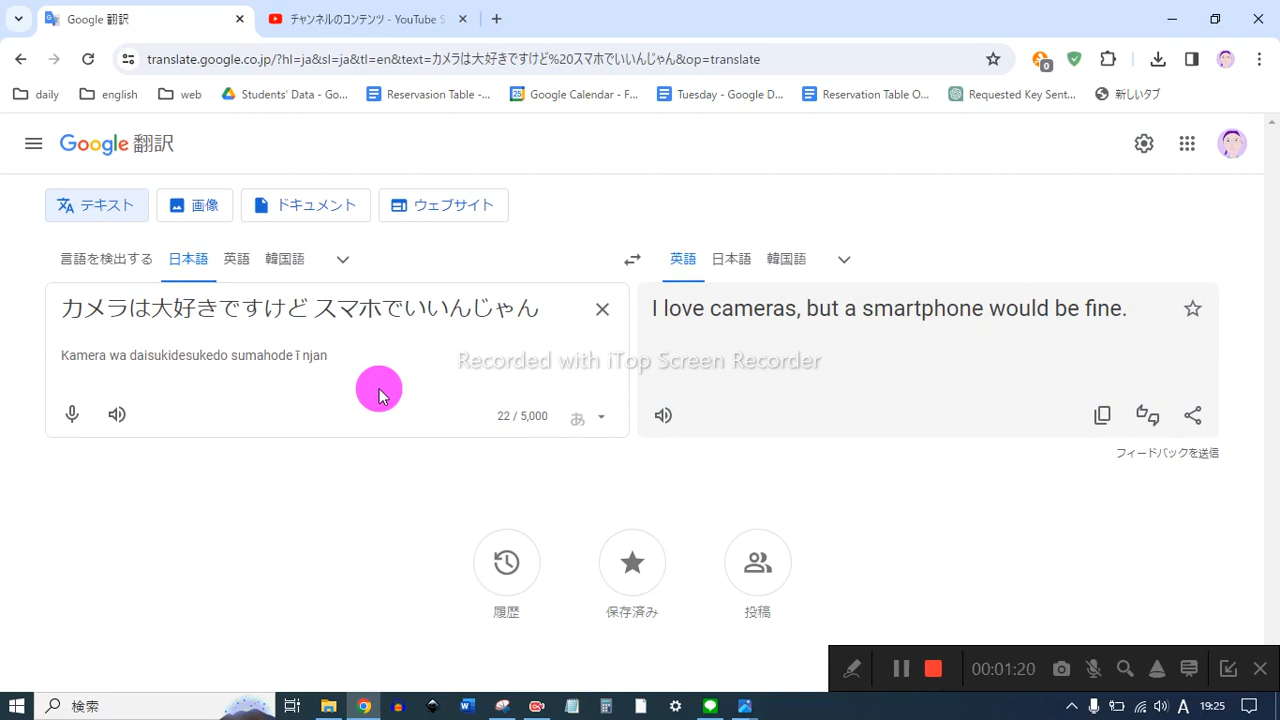 Google 翻訳
チャンネルのコンテンツ - YouTube S
translate.google.co.jp/?hl=ja&sl=ja&tl=en&text=カメラは大好きですけど%20スマホでいいんじゃん&op=translate
0
daily
english
web
Students' Data - Go...
Reservasion Table -...
Google Calendar - F...
Tuesday - Google D...
Reservation Table O...
Requested Key Sent...
新しいタブ
Google 翻訳
テキスト
画像
ドキュメント
ウェブサイト
言語を検出する
日本語
英語
韓国語
英語
日本語
韓国語
カメラは大好きですけど スマホでいいんじゃん
I love cameras, but a smartphone would be fine.
Kamera wa daisukidesukedo sumahode ī njan
Recorded with iTop Screen Recorder
22 / 5,000
あ
フィードバックを送信
履歴
保存済み
投稿
00:01:20
検索
A
19:25